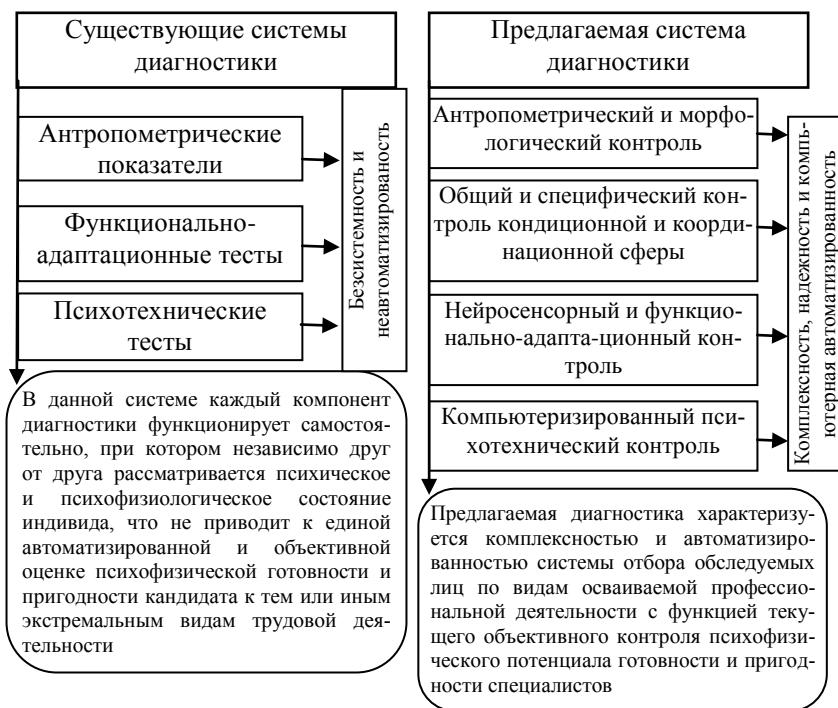 Существующие системы
диагностики
Антропометрические
показатели
Функционально-
адаптационные тесты
Психотехнические
тесты
Безсистемность и
неавтоматизированость
В данной системе каждый компонент
диагностики функционирует самостоя-
тельно, при котором независимо друг
от друга рассматривается психическое
и психофизиологическое состояние
индивида, что не приводит к единой
автоматизированной и объективной
оценке психофизической готовности и
пригодности кандидата к тем или иным
экстремальным видам трудовой дея-
тельности
Предлагаемая система
диагностики
Антропометрический и морфо-
логический контроль
Общий и специфический кон-
троль кондиционной и коорди-
национной сферы
Нейросенсорный и функцио-
нально-адапта-ционный кон-
троль
Компьютеризированный пси-
хотехнический контроль
Комплексность, надежность и компь-
ютерная автоматизированность
Предлагаемая диагностика характеризу-
ется комплексностью и автоматизиро-
ванностью системы отбора обследуемых
лиц по видам осваиваемой профессио-
нальной деятельности с функцией теку-
щего объективного контроля психофизи-
ческого потенциала готовности и пригод-
ности специалистов